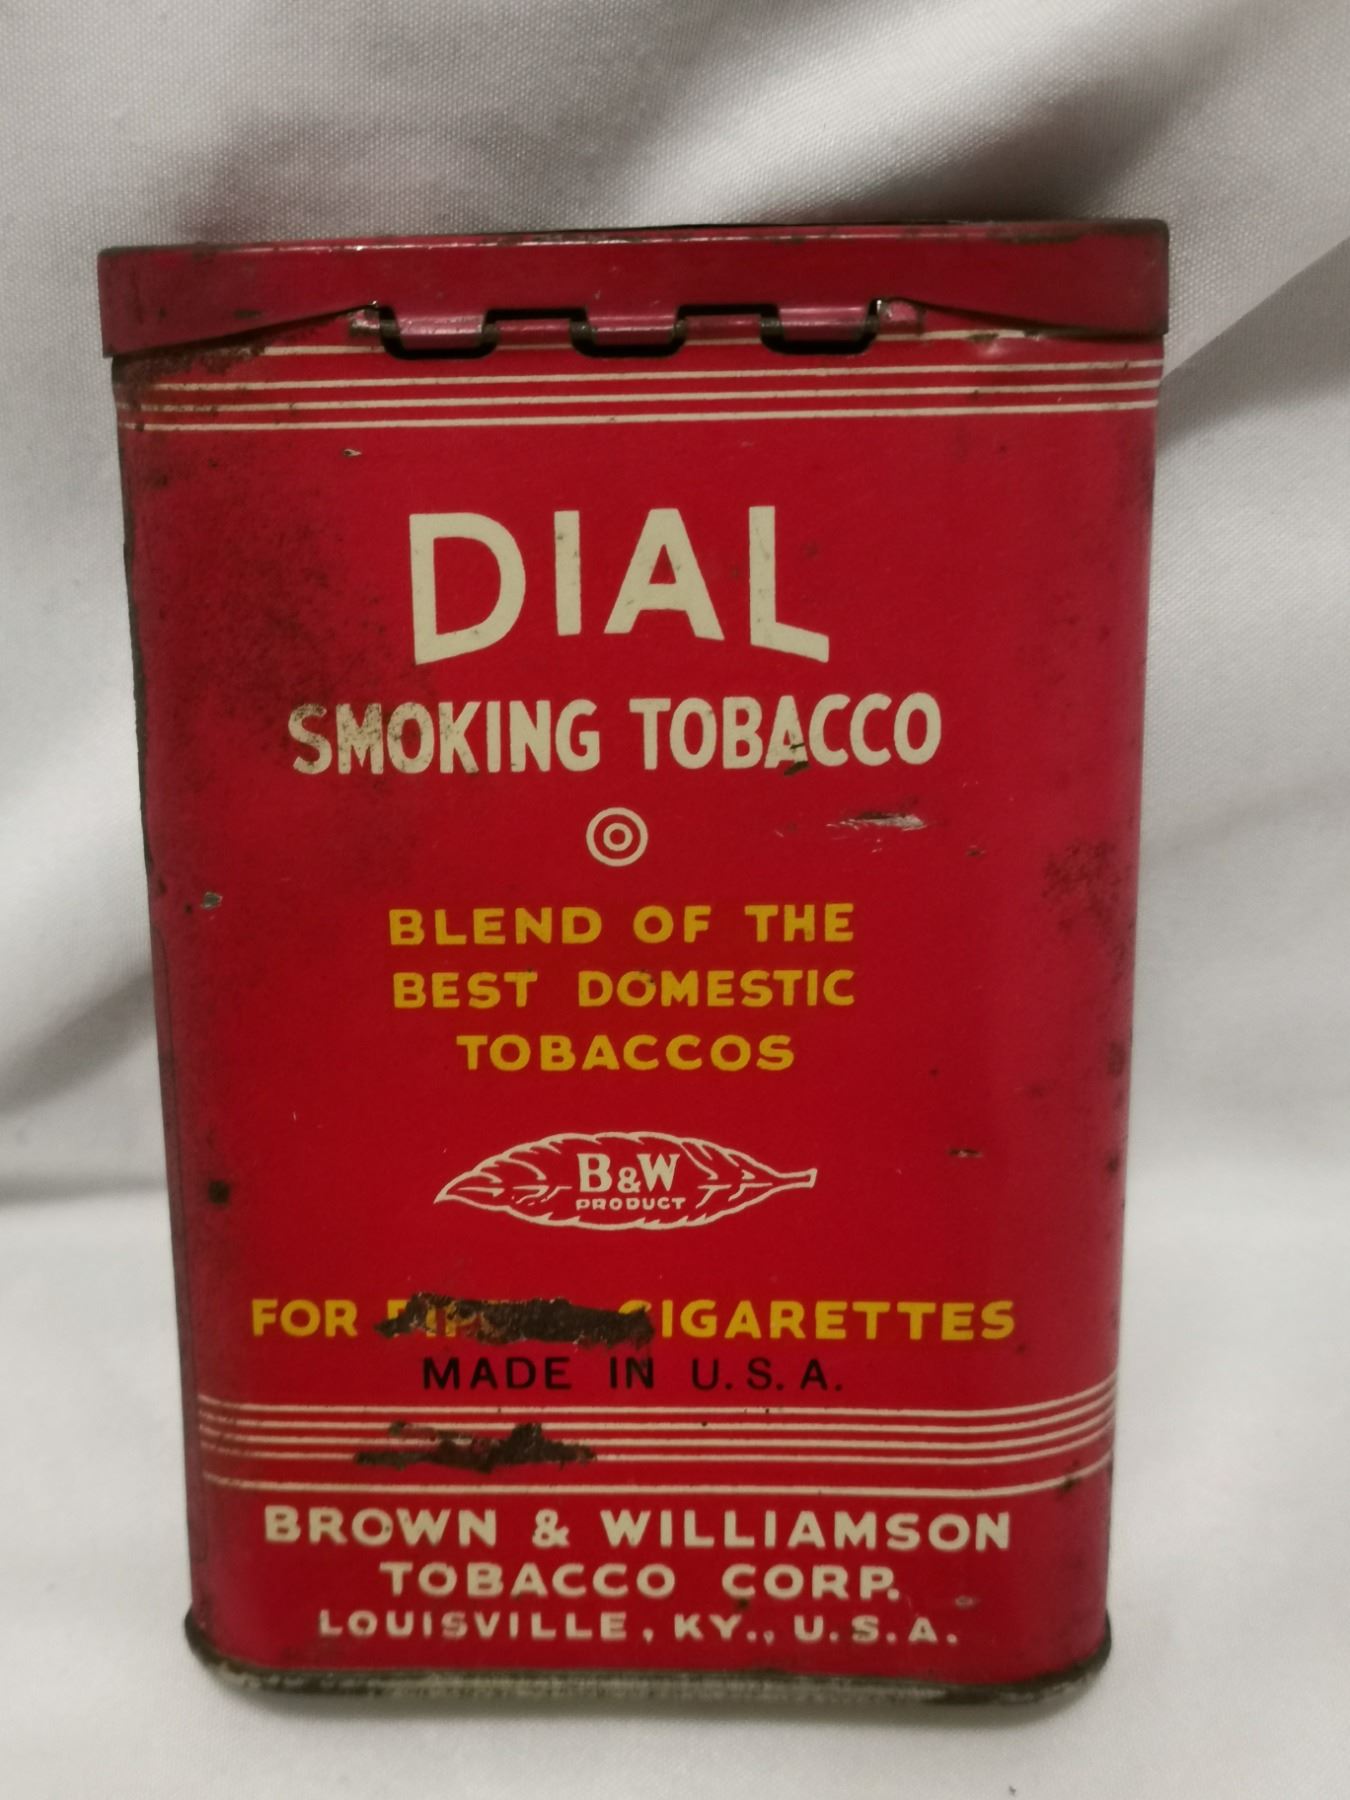 DIAL
SMOKING TOBACCO
BLEND OF THE
BEST DOMESTIC
TOBACCOS
B&W
PRODUCT
FOR CIGARETTES
MADE IN U.S.A.
BROWN & WILLIAMSON
TOBACCO CORP.
LOUISVILLE, KY., U.S.A.